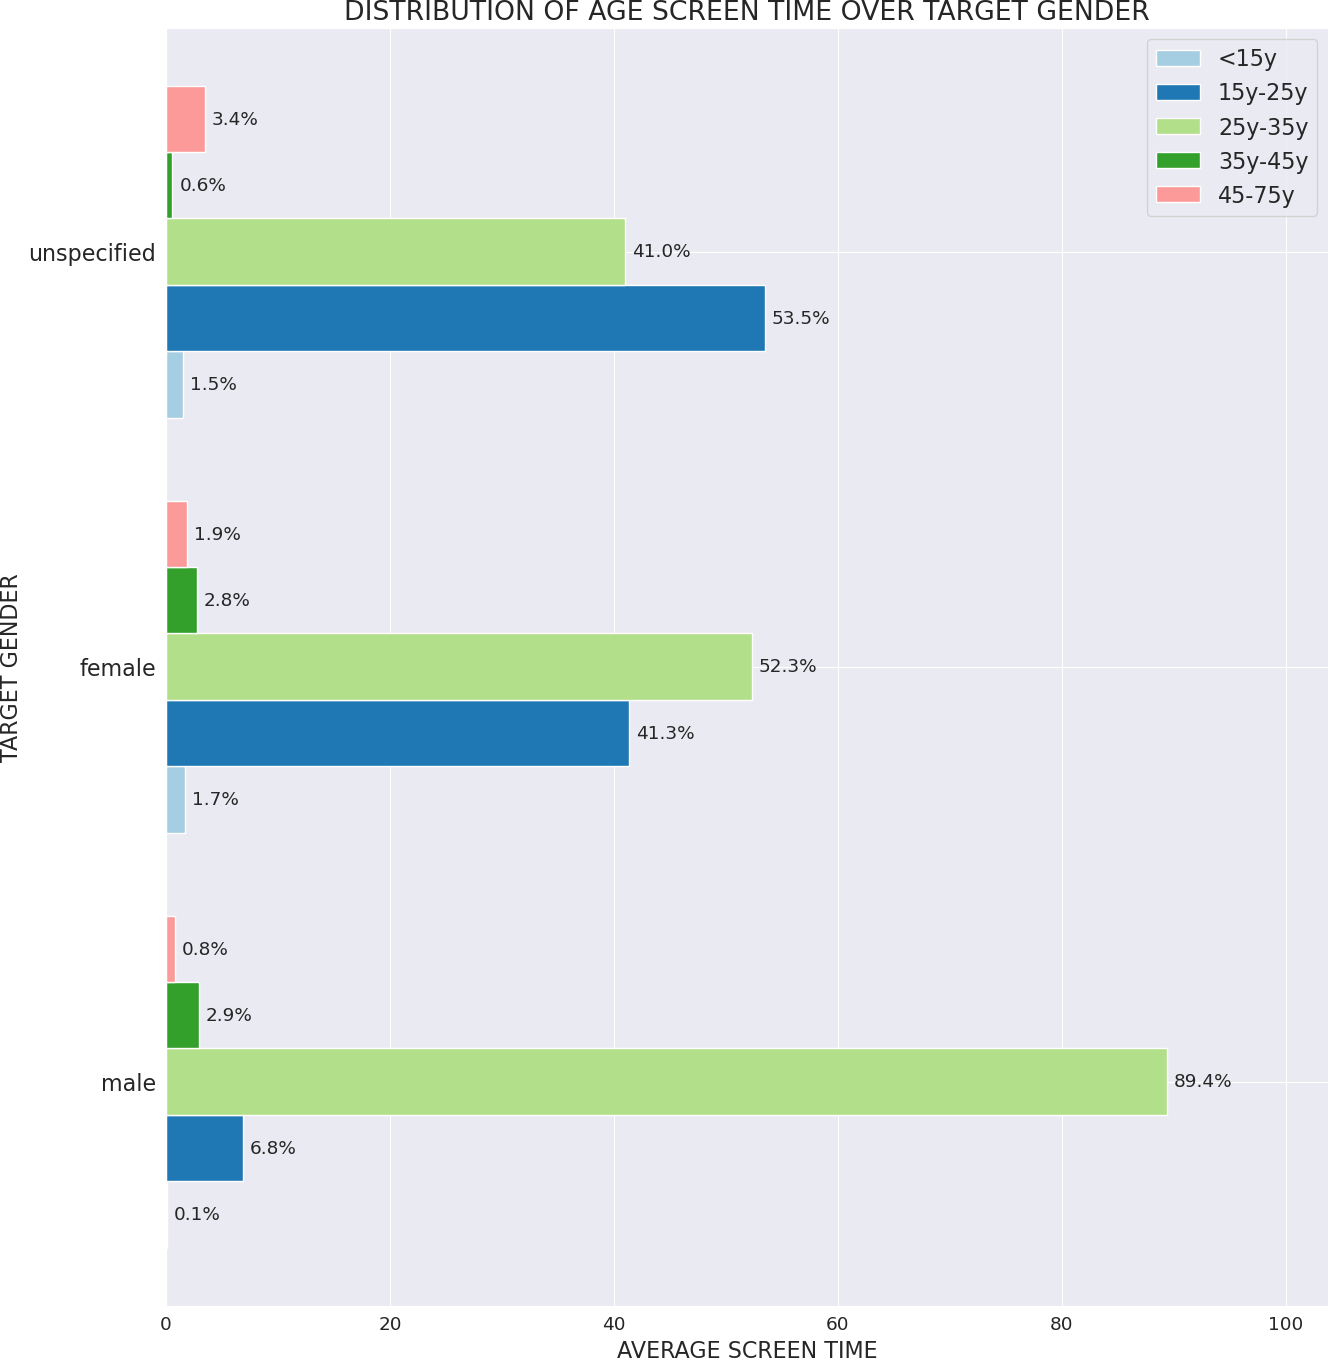 DISTRIBUTION OF AGE SCREEN TIME OVER TARGET GENDER
<15y
15y-25y
25y-35y
35y-45y
45-75y
3.4%
0.6%
unspecified
41.0%
53.5%
1.5%
1.9%
2.8%
female
52.3%
41.3%
1.7%
TARGET GENDER
0.8%
2.9%
male
89.4%
6.8%
0.1%
0 20 40 60 80 100
AVERAGE SCREEN TIME